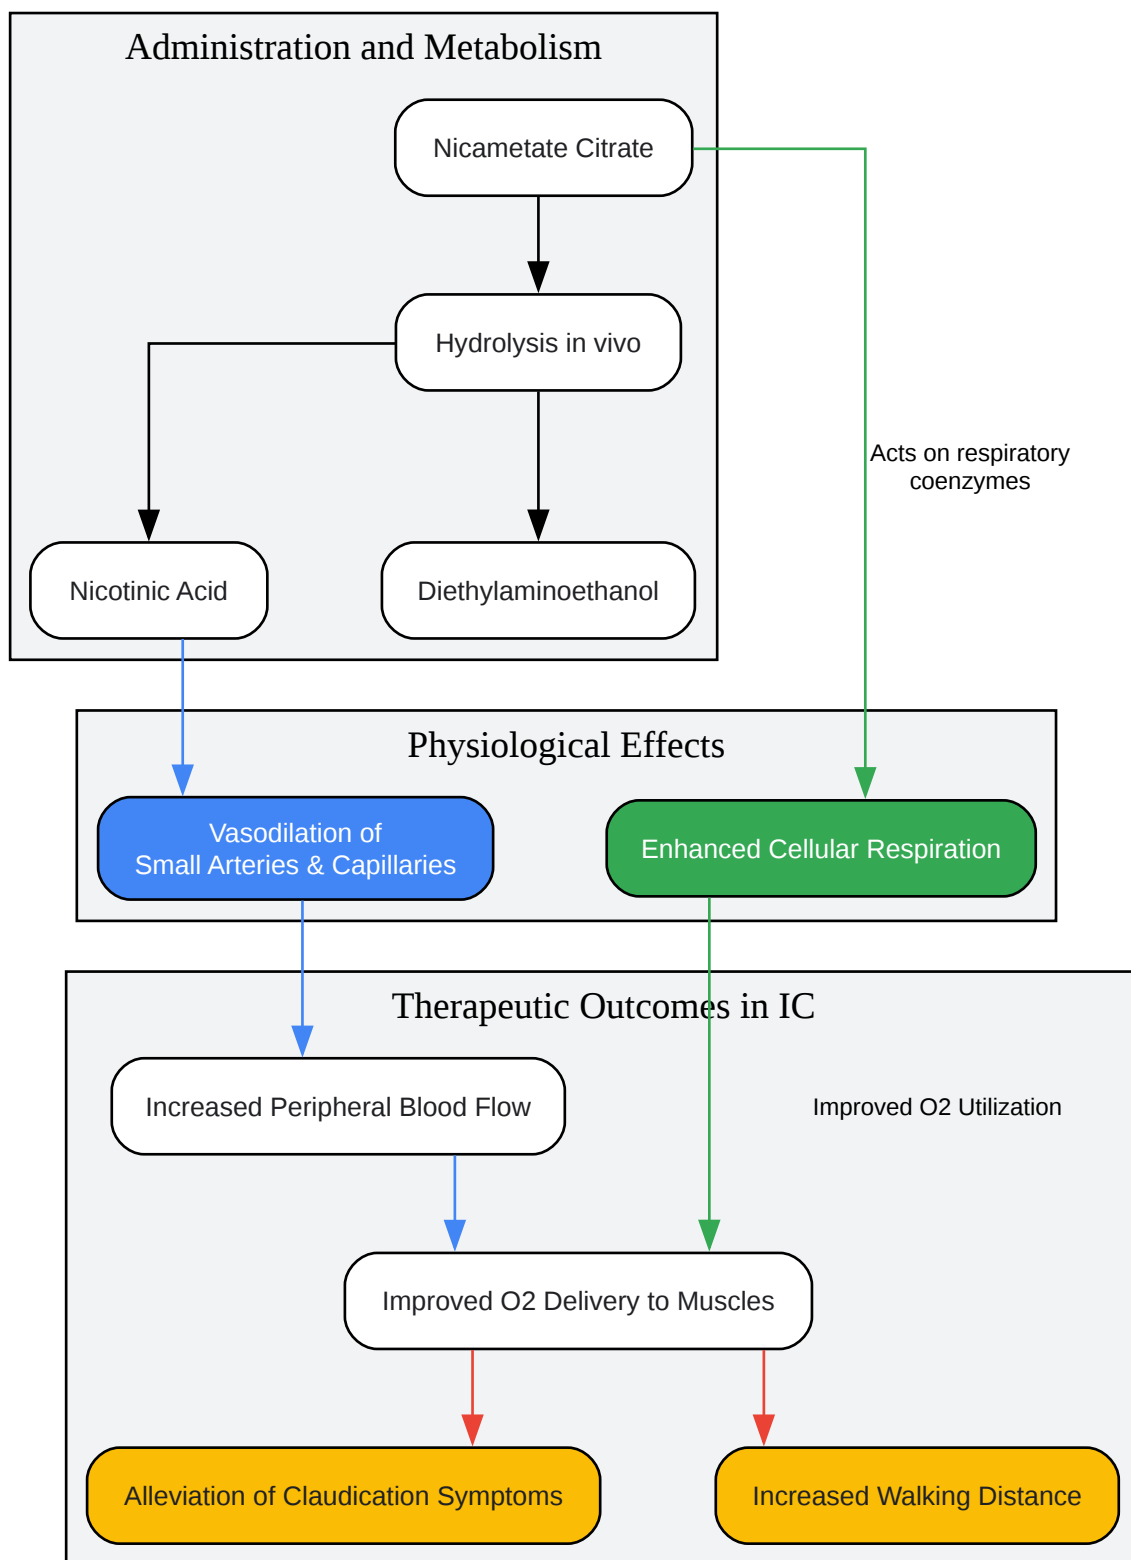 Administration and Metabolism
Nicametate Citrate
Hydrolysis in vivo
Acts on respiratory
coenzymes
Nicotinic Acid
Diethylaminoethanol
Physiological Effects
Vasodilation of
Small Arteries & Capillaries
Enhanced Cellular Respiration
Therapeutic Outcomes in IC
Increased Peripheral Blood Flow
Improved O2 Utilization
Improved O2 Delivery to Muscles
Alleviation of Claudication Symptoms
Increased Walking Distance